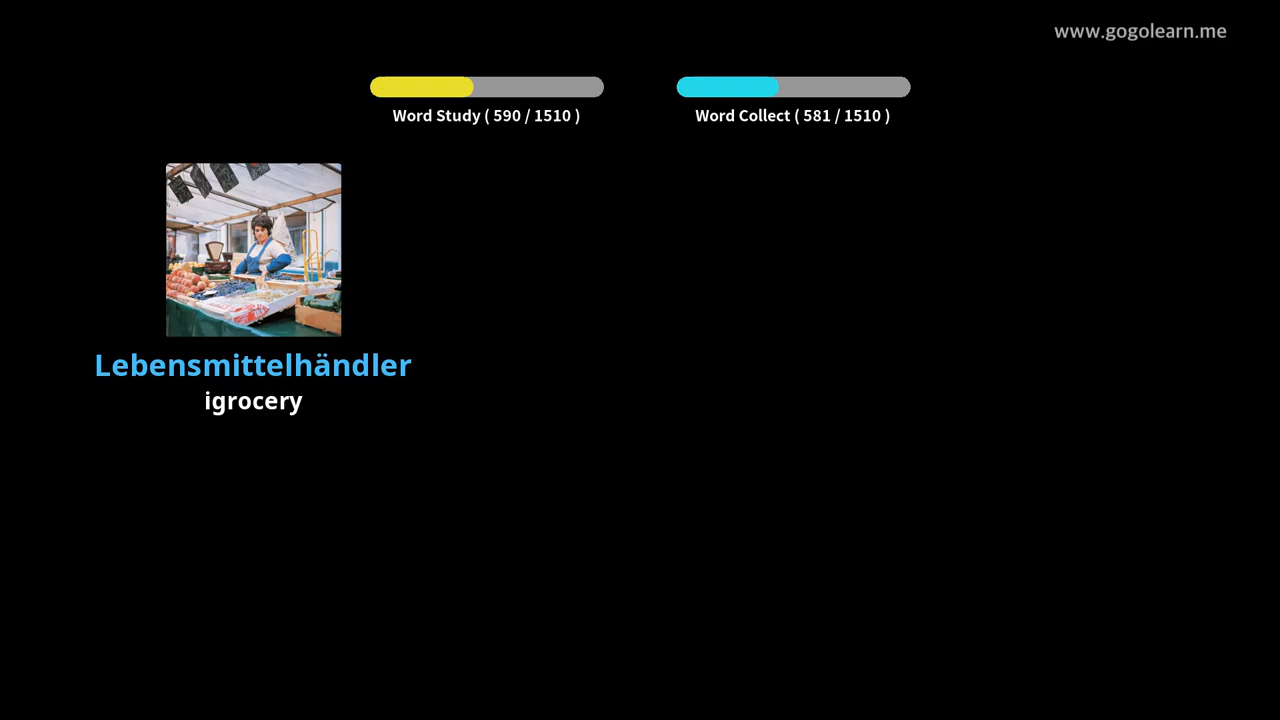 www.gogolearn.me
Word Study ( 590 / 1510 )
Word Collect ( 581 / 1510 )
Lebensmittelhändler
igrocery